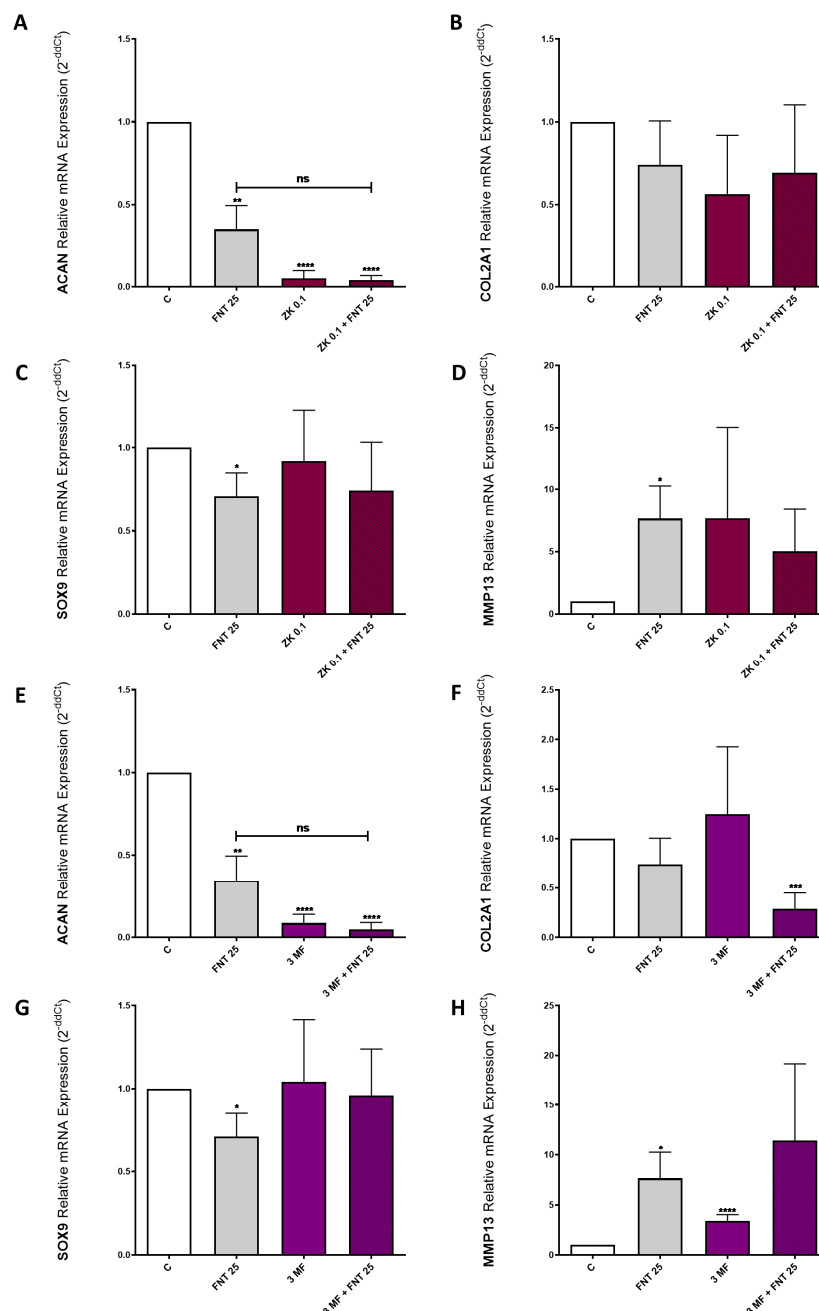 A
ACAN Relative mRNA Expression (2^-ddCt)
1.5
1.0
0.5
0.0
ns
**
****
****
C
FNT 25
ZK 0.1
ZK 0.1 + FNT 25
B
COL2A1 Relative mRNA Expression (2^-ddCt)
1.5
1.0
0.5
0.0
C
FNT 25
ZK 0.1
ZK 0.1 + FNT 25
C
SOX9 Relative mRNA Expression (2^-ddCt)
1.5
1.0
0.5
0.0
*
C
FNT 25
ZK 0.1
ZK 0.1 + FNT 25
D
MMP13 Relative mRNA Expression (2^-ddCt)
20
15
10
5
0
*
C
FNT 25
ZK 0.1
ZK 0.1 + FNT 25
E
ACAN Relative mRNA Expression (2^-ddCt)
1.5
1.0
0.5
0.0
ns
**
****
****
C
FNT 25
3 MF
3 MF + FNT 25
F
COL2A1 Relative mRNA Expression (2^-ddCt)
2.5
2.0
1.5
1.0
0.5
0.0
***
C
FNT 25
3 MF
3 MF + FNT 25
G
SOX9 Relative mRNA Expression (2^-ddCt)
1.5
1.0
0.5
0.0
*
C
FNT 25
3 MF
3 MF + FNT 25
H
MMP13 Relative mRNA Expression (2^-ddCt)
25
20
15
10
5
0
*
****
C
FNT 25
3 MF
3 MF + FNT 25